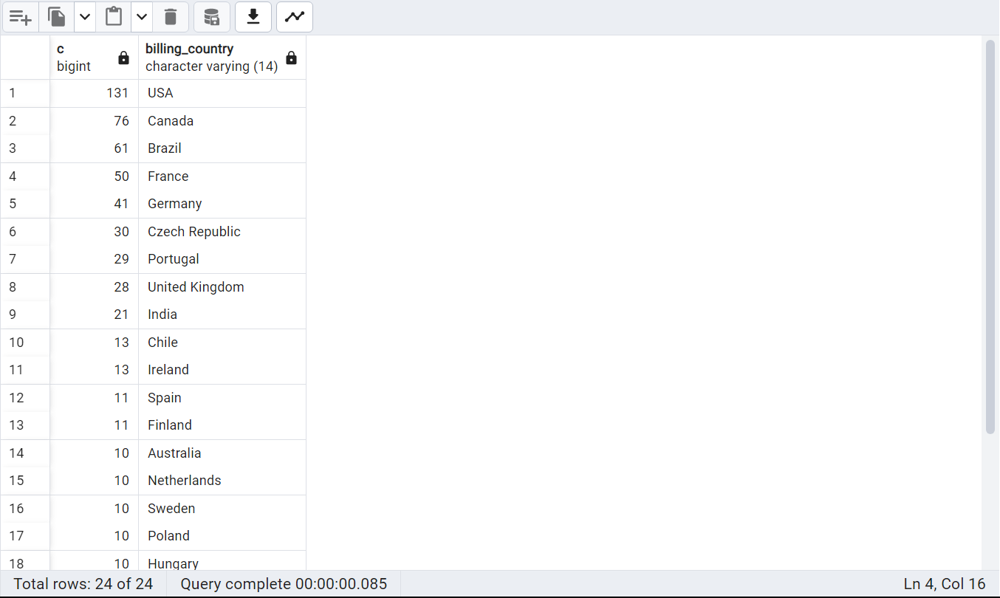 c billing_country
bigint character varying (14)
1 131 USA
2 76 Canada
3 61 Brazil
4 50 France
5 41 Germany
6 30 Czech Republic
7 29 Portugal
8 28 United Kingdom
9 21 India
10 13 Chile
11 13 Ireland
12 11 Spain
13 11 Finland
14 10 Australia
15 10 Netherlands
16 10 Sweden
17 10 Poland
18 10 Hungary
Total rows: 24 of 24 Query complete 00:00:00.085 Ln 4, Col 16